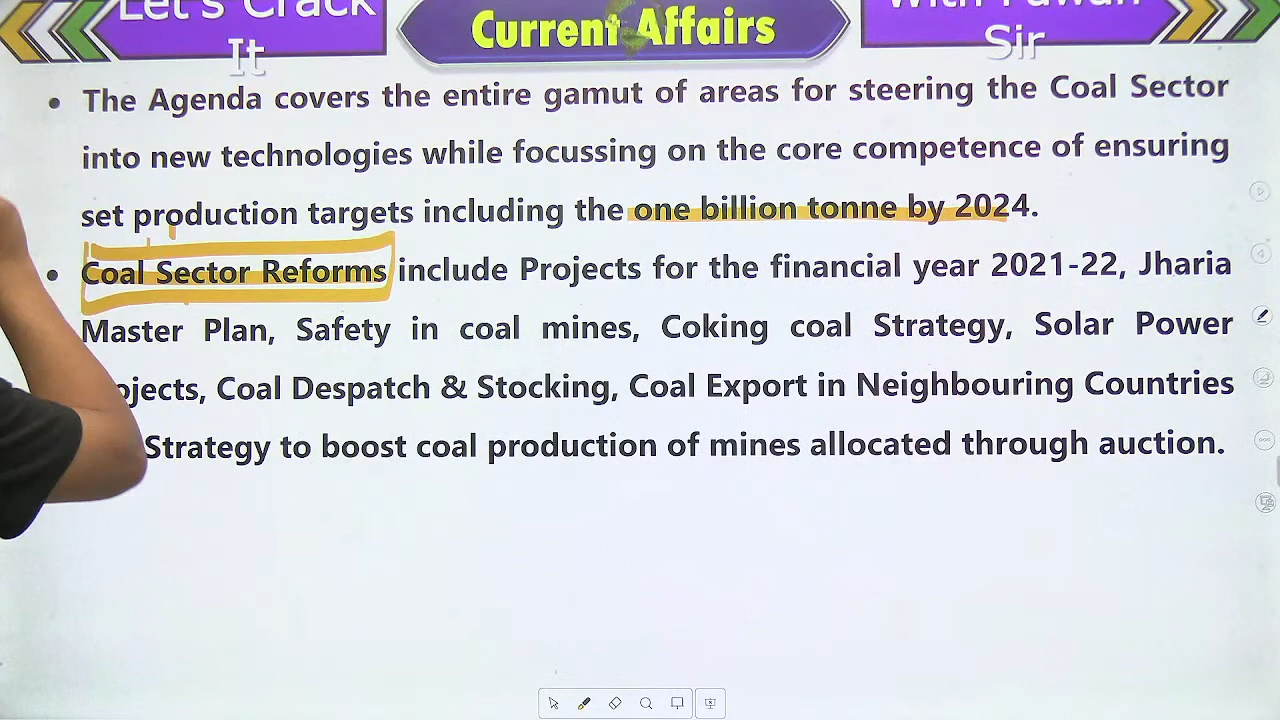 Let's Crack
It
Current Affairs
Sir
• The Agenda covers the entire gamut of areas for steering the Coal Sector
into new technologies while focussing on the core competence of ensuring
set production targets including the one billion tonne by 2024.
• Coal Sector Reforms include Projects for the financial year 2021-22, Jharia
Master Plan, Safety in coal mines, Coking coal Strategy, Solar Power
ojects, Coal Despatch & Stocking, Coal Export in Neighbouring Countries
Strategy to boost coal production of mines allocated through auction.